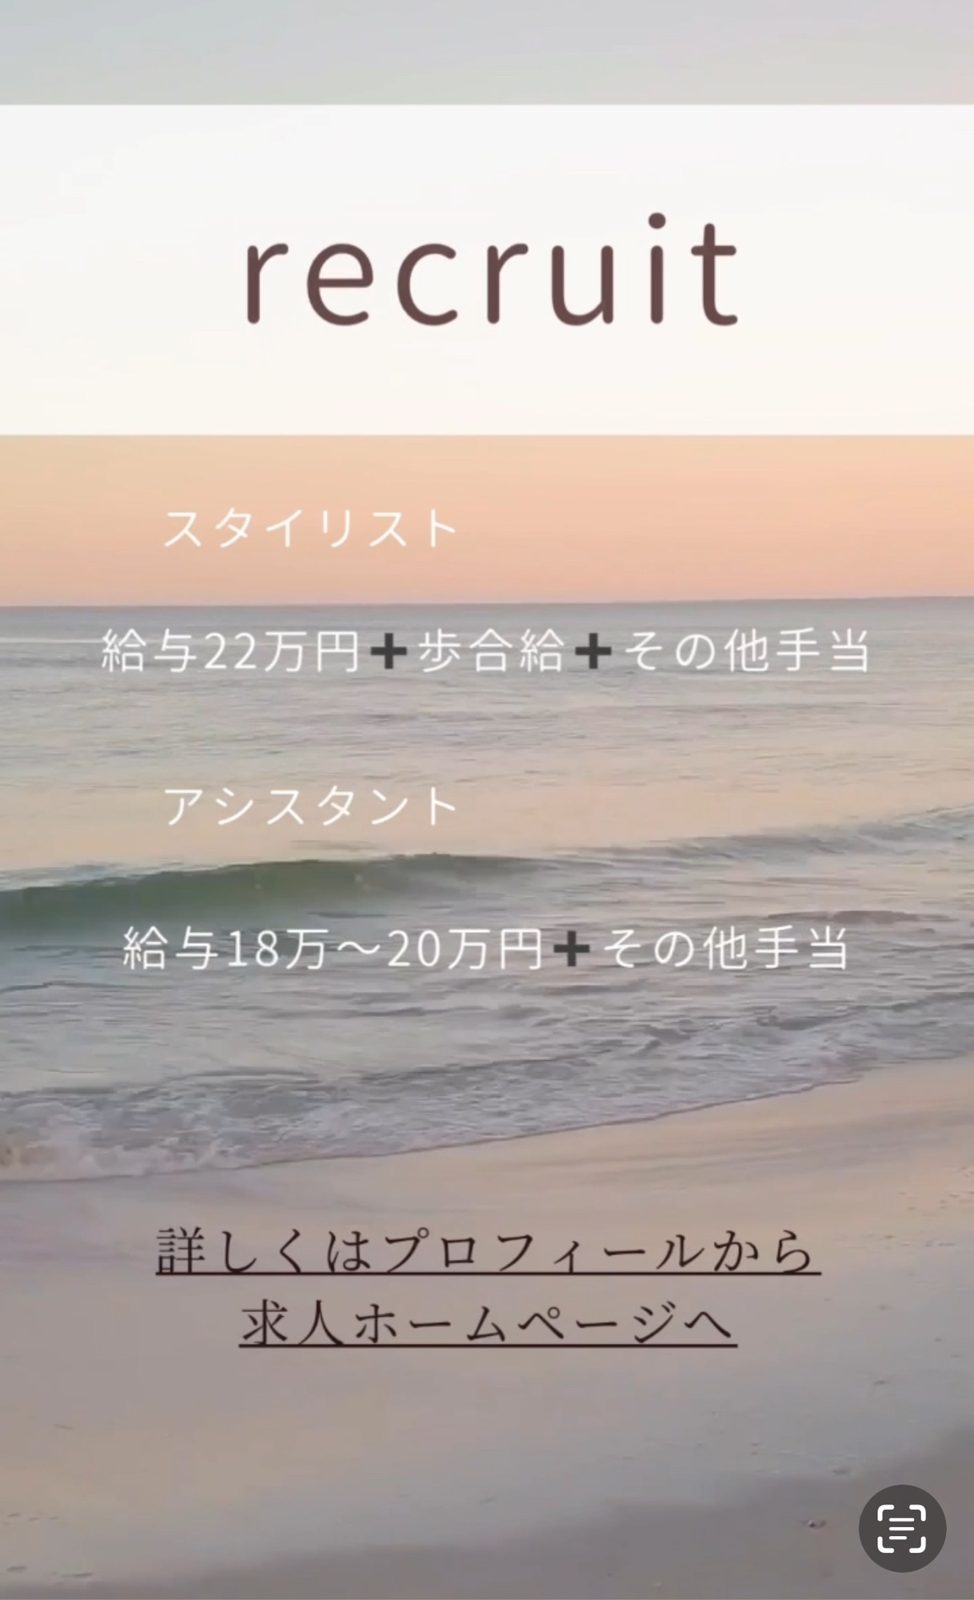 recruit
スタイリスト
給与22万円➕歩合給➕その他手当
アシスタント
給与18万〜20万円➕その他手当
詳しくはプロフィールから
求人ホームページへ